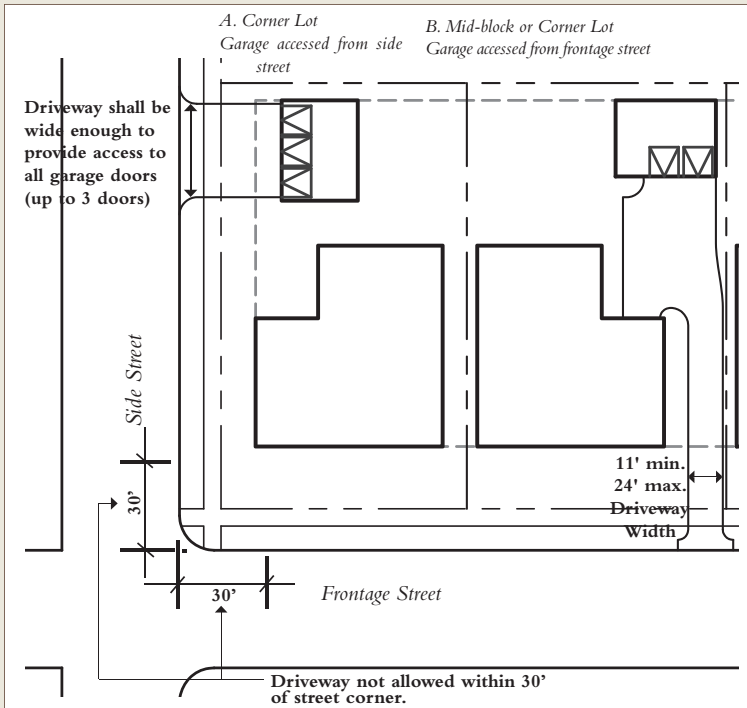 A. Corner Lot
Garage accessed from side
street
B. Mid-block or Corner Lot
Garage accessed from frontage street
Driveway shall be
wide enough to
provide access to
all garage doors
(up to 3 doors)
Side Street
30’
11' min.
24' max.
Driveway
Width
30’
Frontage Street
Driveway not allowed within 30’
of street corner.